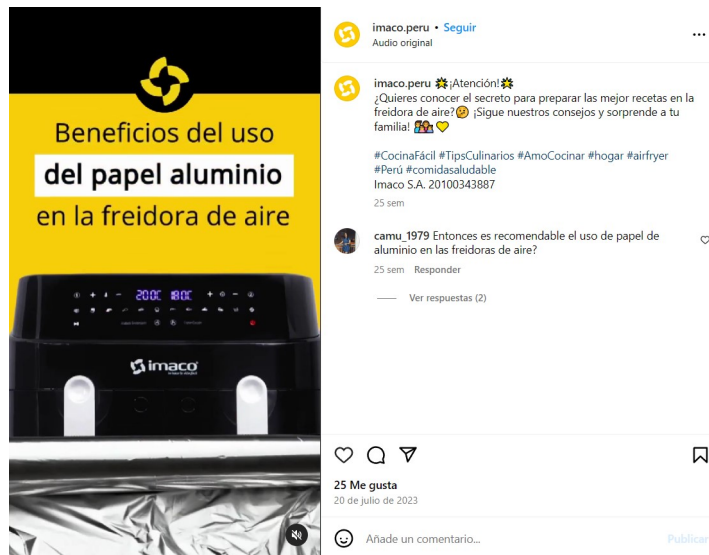 Beneficios del uso
del papel aluminio
en la freidora de aire
200C 180C
imaco
imaco.peru • Seguir
Audio original
imaco.peru 💥¡Atención!💥
¿Quieres conocer el secreto para preparar las mejor recetas en la
freidora de aire?🤔 ¡Sigue nuestros consejos y sorprende a tu
familia! 👨‍👩‍👧‍👦💛
#CocinaFácil #TipsCulinarios #AmoCocinar #hogar #airfryer
#Perú #comidasaludable
Imaco S.A. 20100343887
25 sem
camu_1979 Entonces es recomendable el uso de papel de
aluminio en las freidoras de aire?
25 sem Responder
Ver respuestas (2)
25 Me gusta
20 de julio de 2023
Añade un comentario...
Publicar